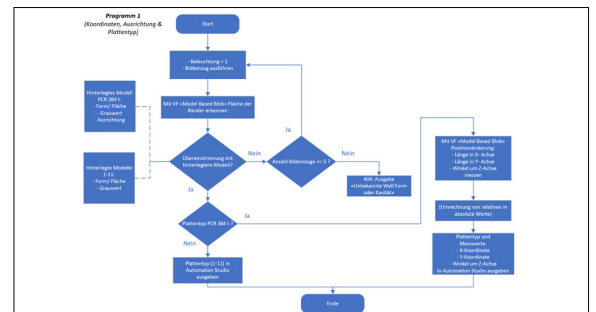 Programm 1
(Koordinaten, Ausrichtung &
Plattentyp)
Start
- Beleuchtung = 1
- Bildeinzug ausführen
Hinterlegtes Modell
PCR 384 t:
- Form/ Fläche
- Grauwert
- Ausrichtung
Mit VF «Model Based Blob» Fläche der
Ränder erkennen
Ja
Hinterlegte Modelle
1-11:
- Form/ Fläche
- Grauwert
Übereinstimmung mit
hinterlegtem Modell?
Nein
Anzahl Bildeinzüge <= 5 ?
Mit VF «Model Based Blob»
Positionsänderung:
- Länge in X- Achse
- Länge in Y- Achse
- Winkel um Z-Achse
messen
Nein
Ja
404: Ausgabe
«Unbekannte Wall Form
oder Kavität»
Plattentyp PCR 384 t ?
Ja
(Umrechnung von relativen in
absolute Werte)
Nein
Plattentyp (1-11) in
Automation Studio
ausgeben
Plattentyp und
Messwerte:
- X-Koordinate
- Y-Koordinate
- Winkel um Z-Achse
In Automation Studio ausgeben
Ende